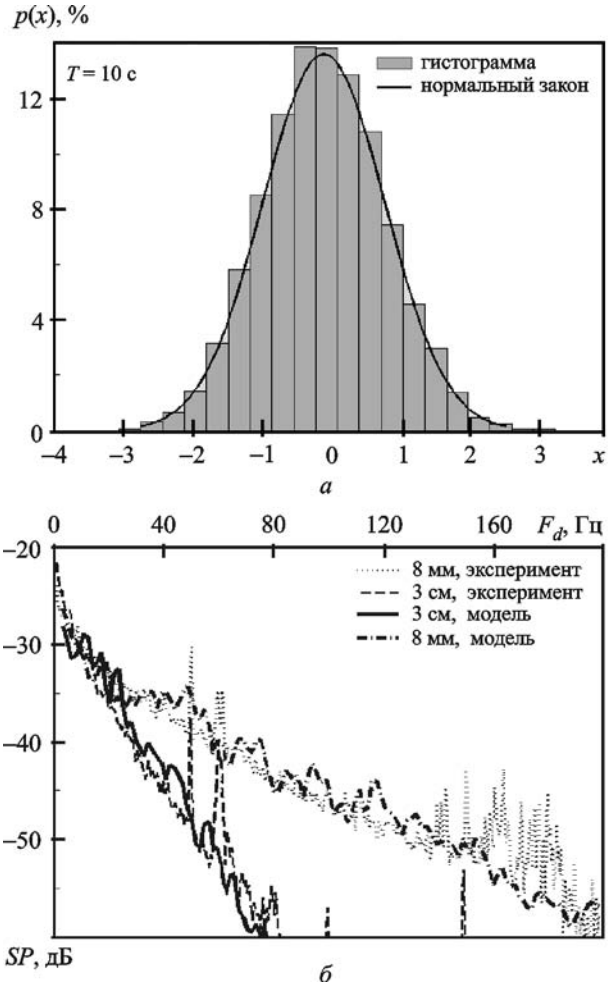 p(x), %
T = 10 с
гистограмма
нормальный закон
12
8
4
0
–4 –3 –2 –1 0 1 2 3 x
а
0 40 80 120 160 F_d, Гц
–20
8 мм, эксперимент
3 см, эксперимент
3 см, модель
8 мм, модель
–30
–40
–50
SP, дБ
б